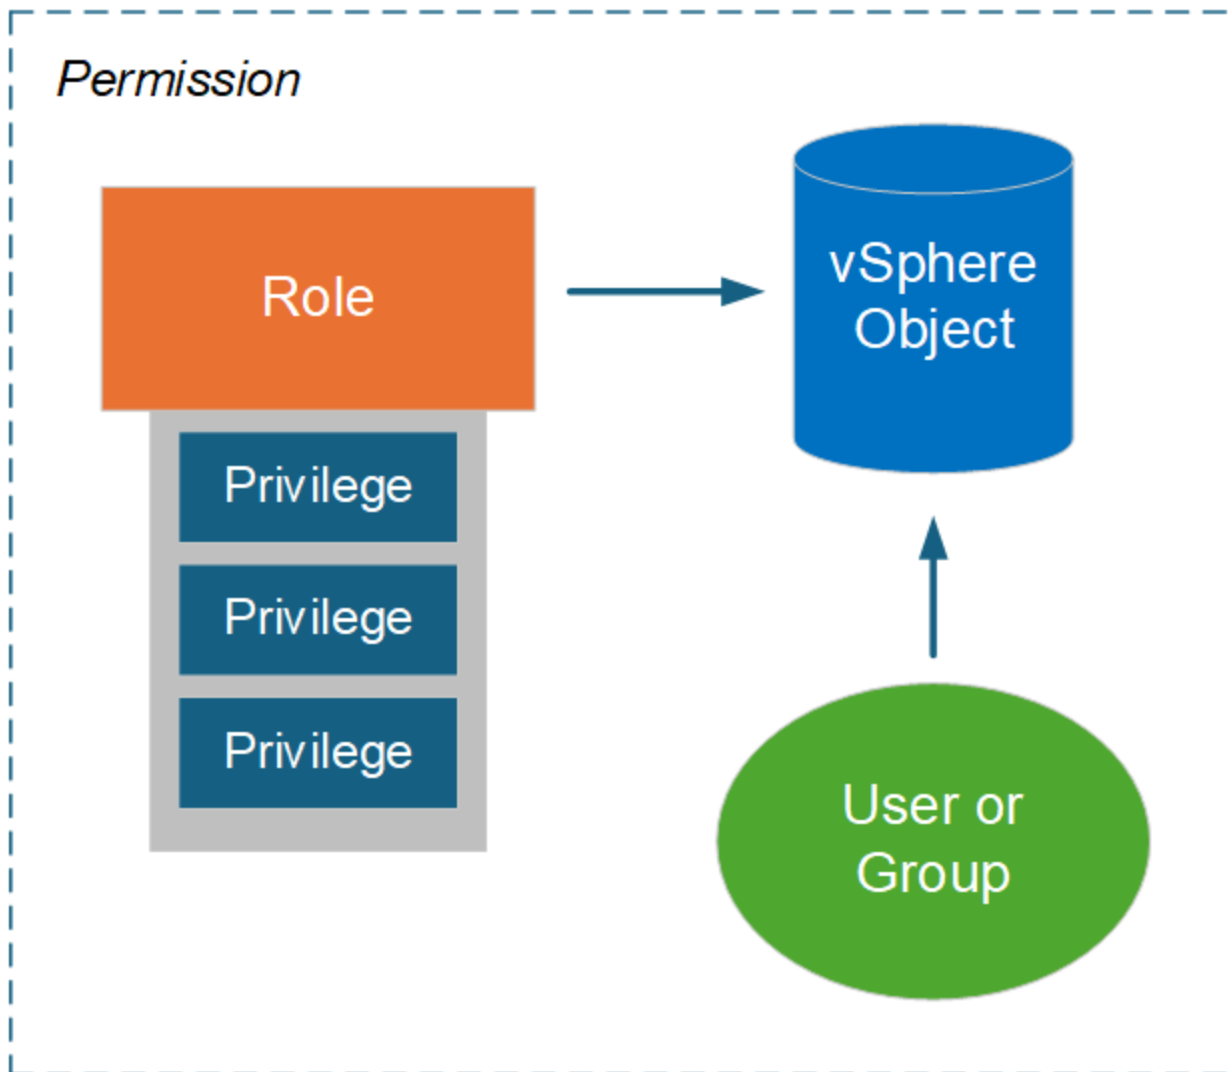 Permission
Role
vSphere
Object
Privilege
Privilege
Privilege
User or
Group